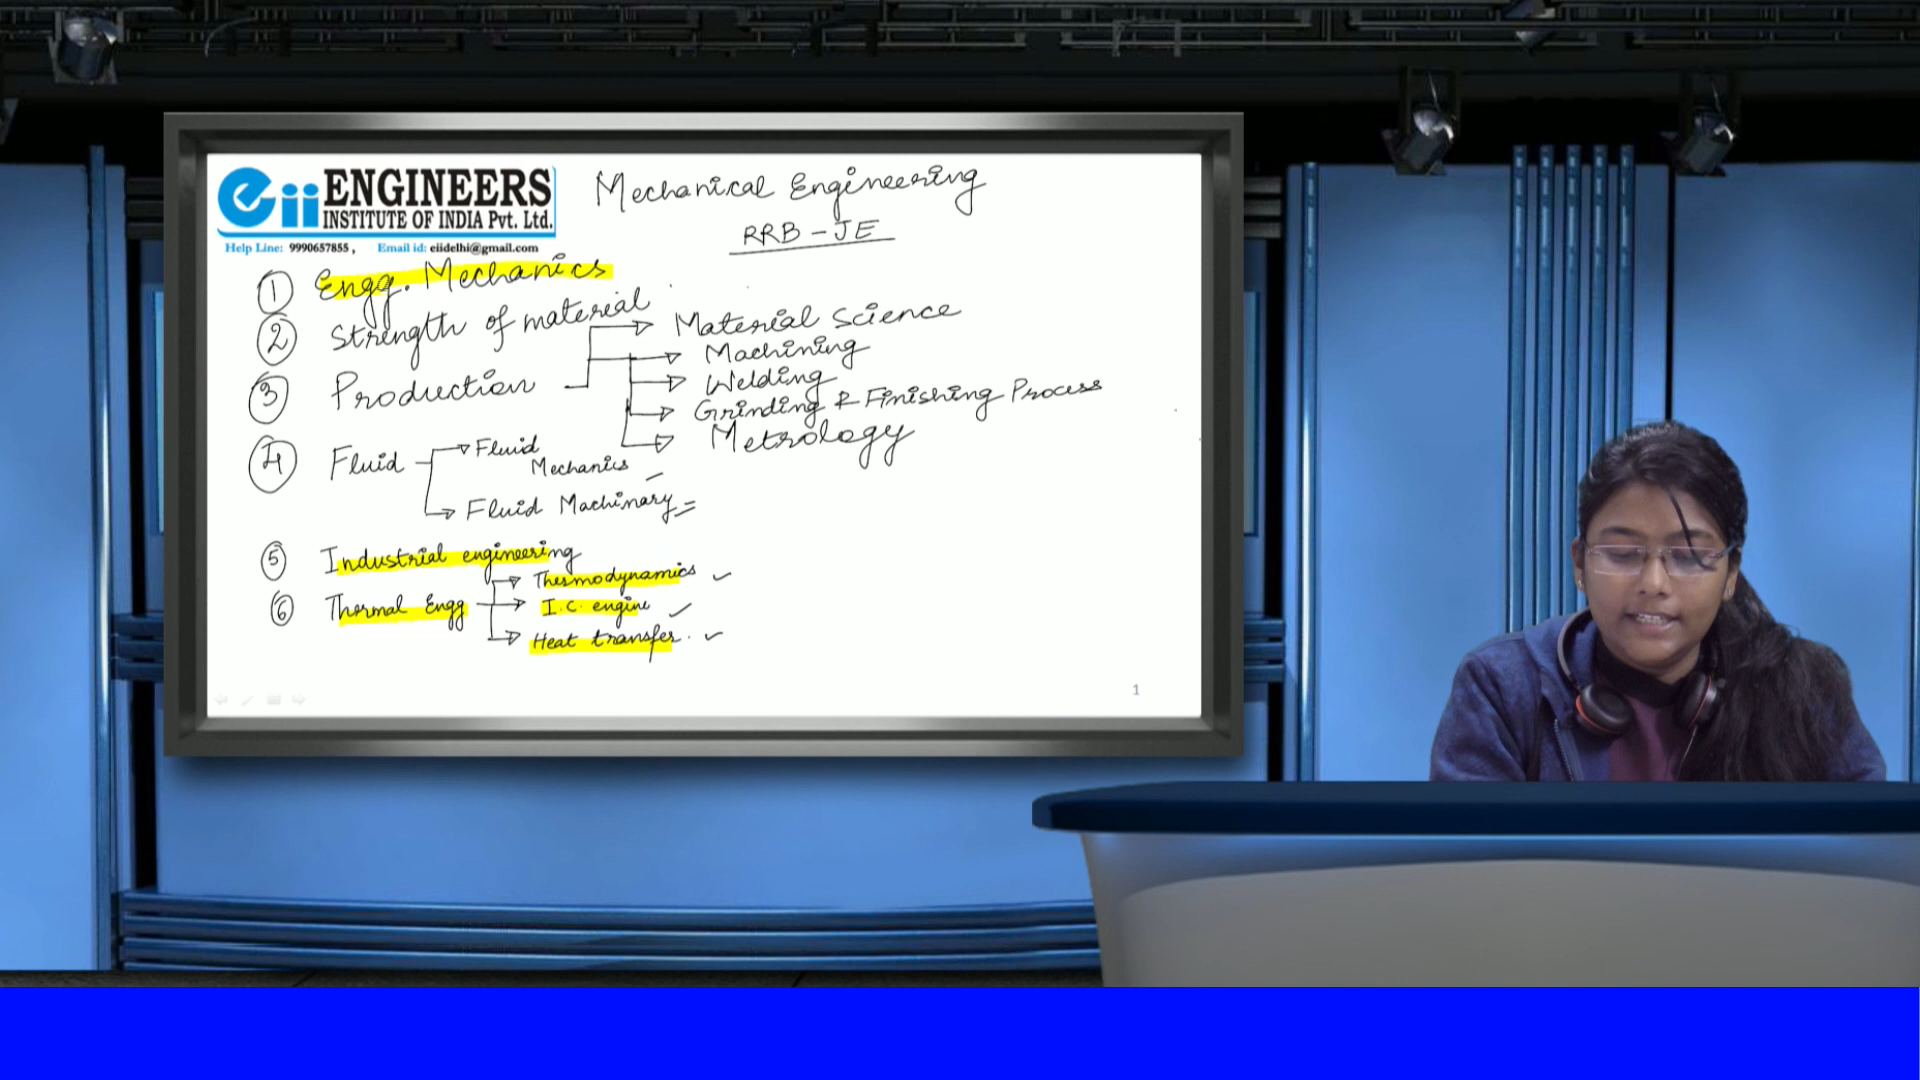 eii ENGINEERS
INSTITUTE OF INDIA Pvt. Ltd.
Help Line: 9990657855, Email id: eiidelhi@gmail.com
Mechanical Engineering
RRB - JE
1 Engg. Mechanics
2 Strength of material
3 Production
Material Science
Machining
Welding
Grinding & Finishing Process
Metrology
4 Fluid
Fluid
Mechanics
Fluid Machinary
5 Industrial engineering
6 Thermal Engg
Thermodynamics
I.C. engine
Heat transfer.
1